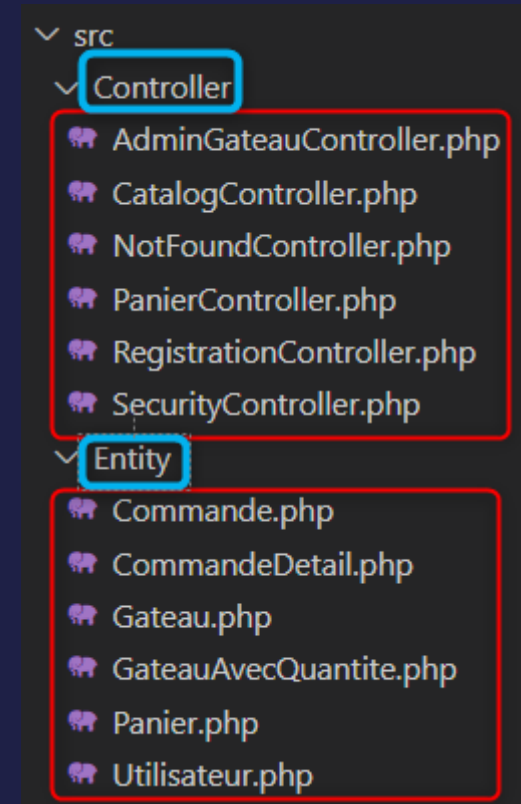 src
Controller
AdminGateauController.php
CatalogController.php
NotFoundController.php
PanierController.php
RegistrationController.php
SecurityController.php
Entity
Commande.php
CommandeDetail.php
Gateau.php
GateauAvecQuantite.php
Panier.php
Utilisateur.php